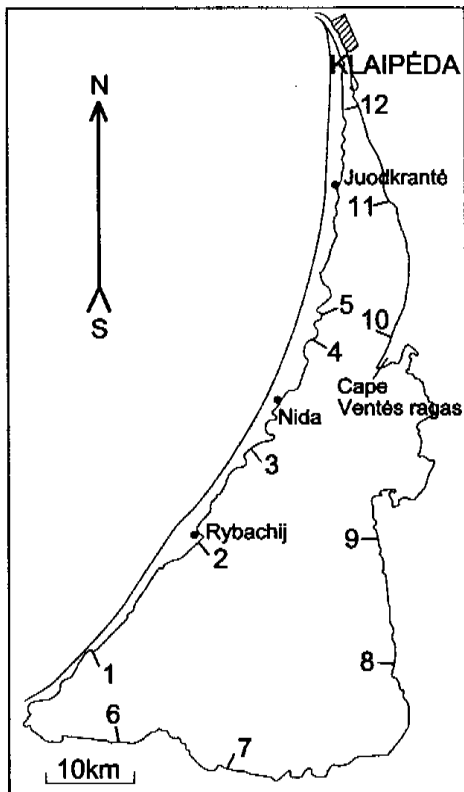 KLAIPĖDA
N
12
Juodkrantė
11
S
5
10
4
Cape
Ventės ragas
Nida
3
Rybachij
2
9
1
8
6
7
10km